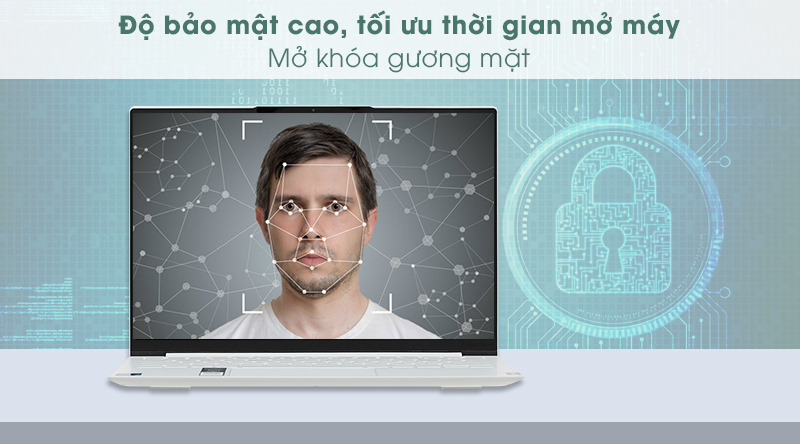 Độ bảo mật cao, tối ưu thời gian mở máy
Mở khóa gương mặt